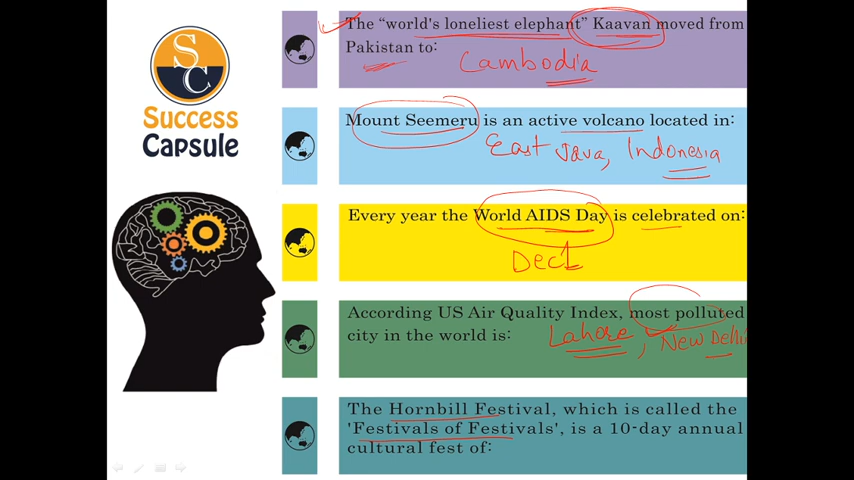 SC
Success
Capsule
The “world's loneliest elephant” Kaavan moved from
Pakistan to:
Cambodia
Mount Seemeru is an active volcano located in:
East Java, Indonesia
Every year the World AIDS Day is celebrated on:
Dec 1
According US Air Quality Index, most polluted
city in the world is:
Lahore, New Delhi
The Hornbill Festival, which is called the
'Festivals of Festivals', is a 10-day annual
cultural fest of: